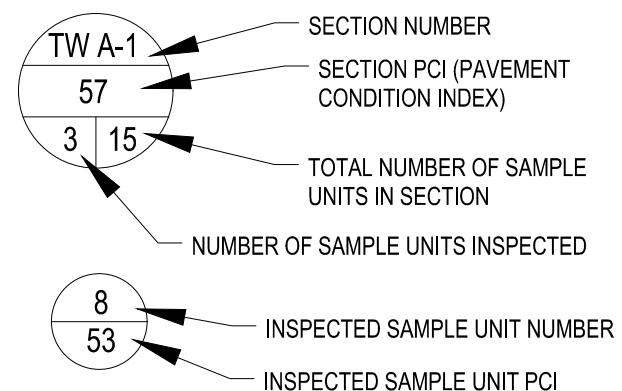 TW A-1
57
3 15
SECTION NUMBER
SECTION PCI (PAVEMENT
CONDITION INDEX)
TOTAL NUMBER OF SAMPLE
UNITS IN SECTION
NUMBER OF SAMPLE UNITS INSPECTED
8
53
INSPECTED SAMPLE UNIT NUMBER
INSPECTED SAMPLE UNIT PCI